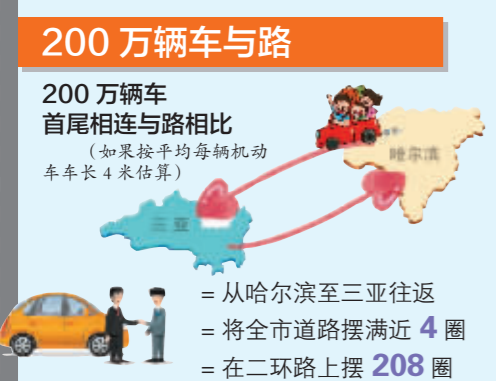 200 万辆车与路
200 万辆车
首尾相连与路相比
（如果按平均每辆机动
车车长 4 米估算）
哈尔滨
三亚
= 从哈尔滨至三亚往返
= 将全市道路摆满近 4 圈
= 在二环路上摆 208 圈